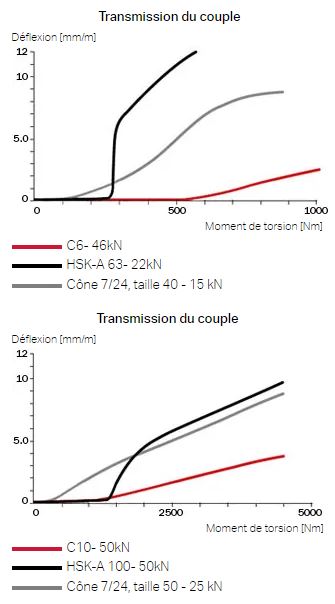 Transmission du couple
Déflexion [mm/m]
12
10
5.0
0
0
500
1000
Moment de torsion [Nm]
C6- 46kN
HSK-A 63- 22kN
Cône 7/24, taille 40 - 15 kN
Transmission du couple
Déflexion [mm/m]
12
10
5.0
0
0
2500
5000
Moment de torsion [Nm]
C10- 50kN
HSK-A 100- 50kN
Cône 7/24, taille 50 - 25 kN